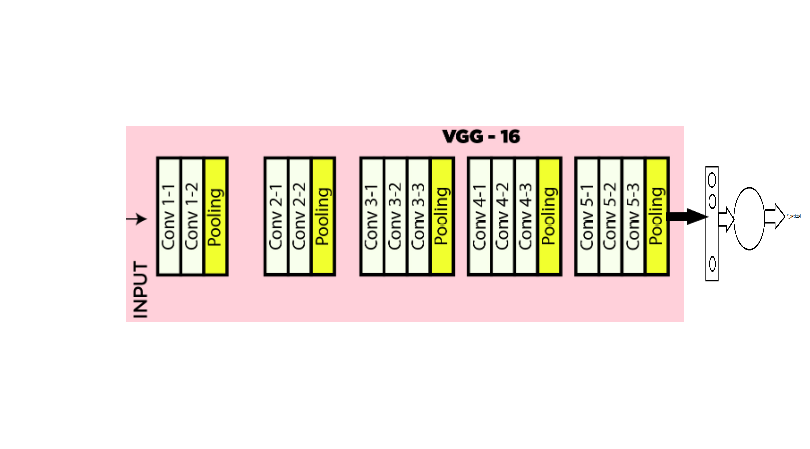 VGG - 16
Conv 1-1
Conv 1-2
Pooling
Conv 2-1
Conv 2-2
Pooling
Conv 3-1
Conv 3-2
Conv 3-3
Pooling
Conv 4-1
Conv 4-2
Conv 4-3
Pooling
Conv 5-1
Conv 5-2
Conv 5-3
Pooling
INPUT